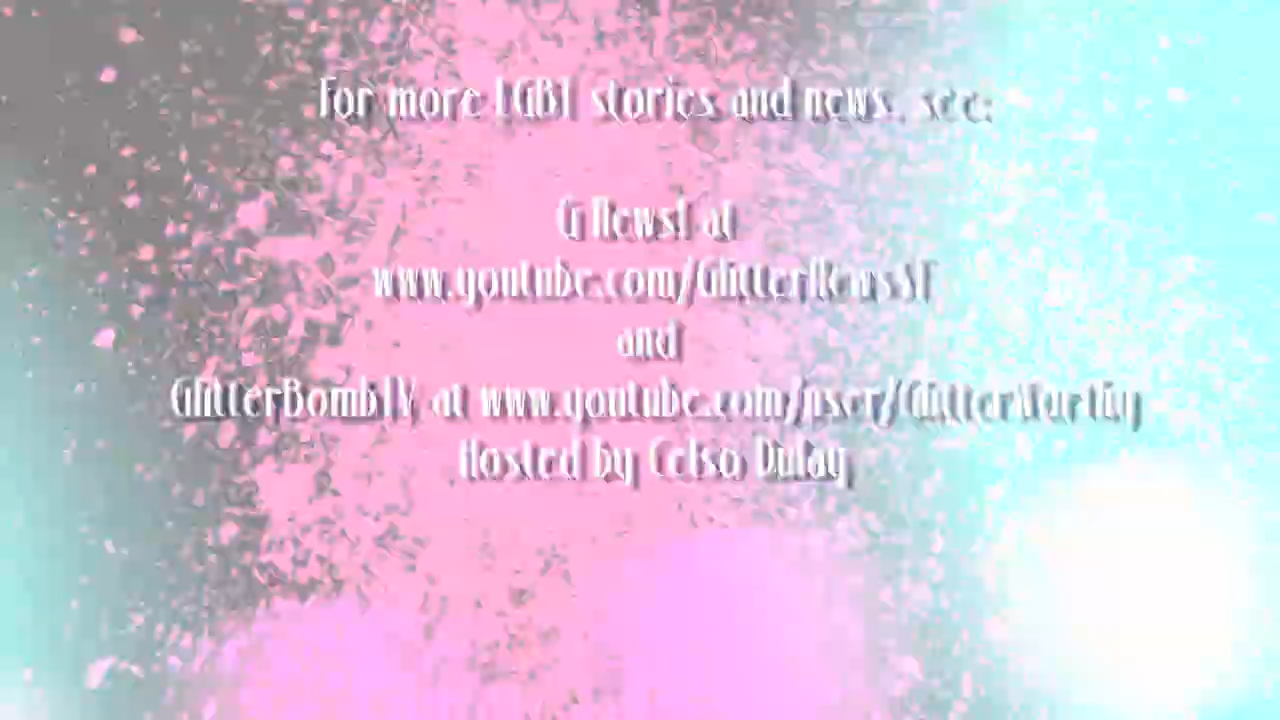 For more LGBT stories and news, see:
G News! at
www.youtube.com/GlitterNewsSF
and
GlitterBombTV at www.youtube.com/user/GlitterWorthy
Hosted by Celso Dulay